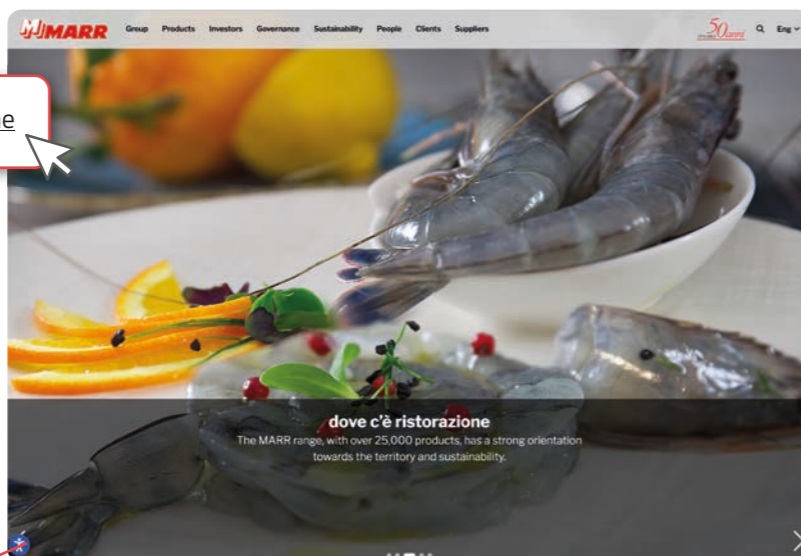 MARR
Group Products Investors Governance Sustainability People Clients Suppliers
50anni
Eng
dove c'è ristorazione
The MARR range, with over 25,000 products, has a strong orientation
towards the territory and sustainability.